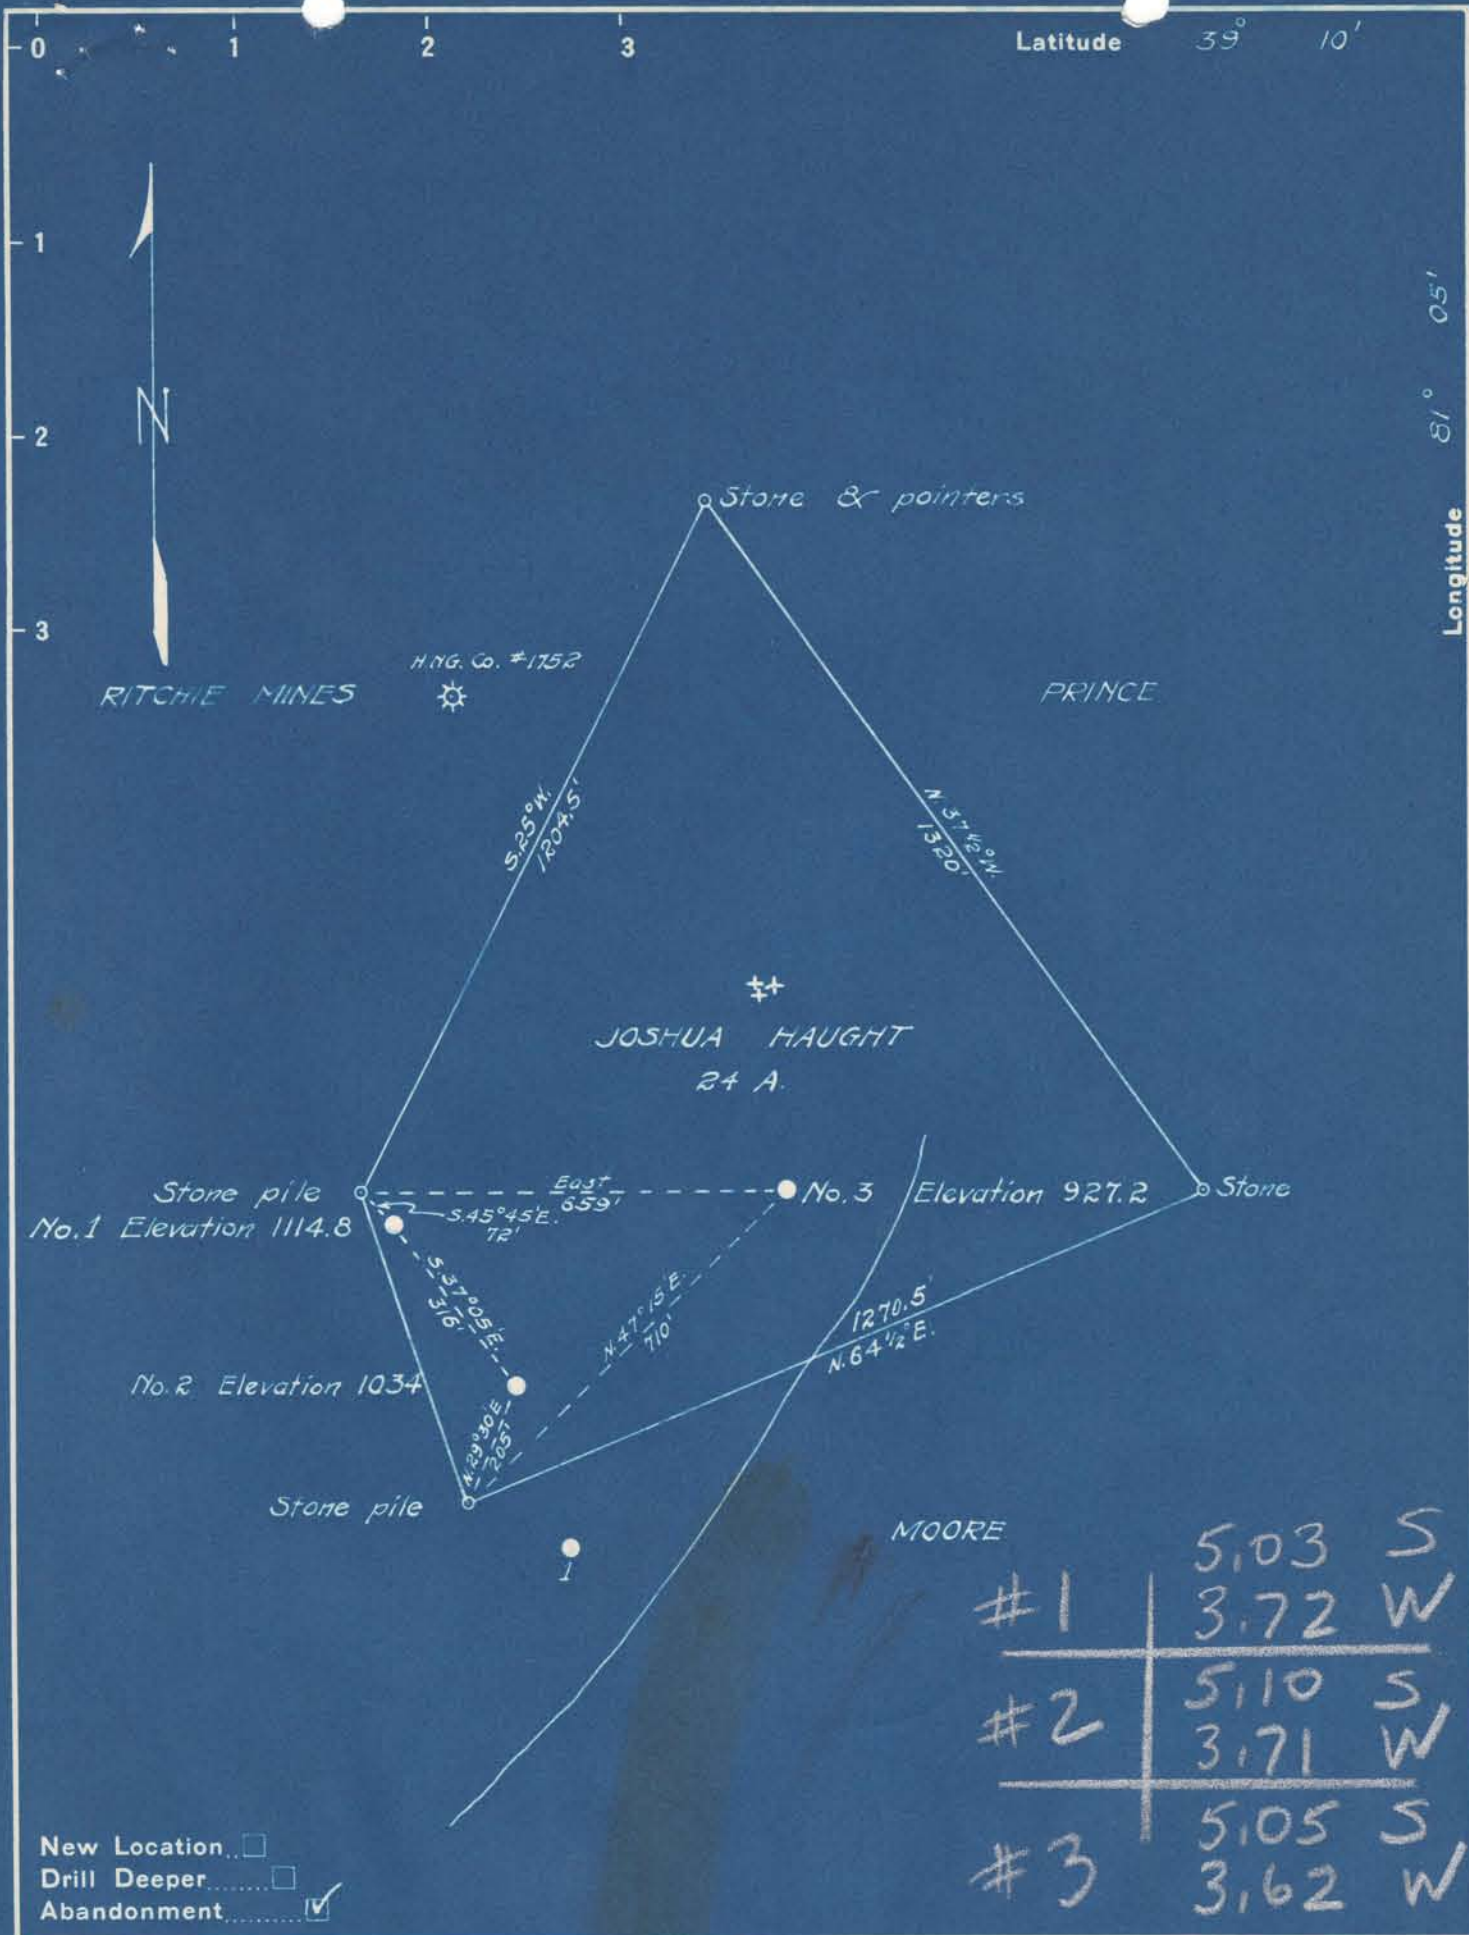 0 1 2 3 Latitude 39° 10'
1
2
3
Longitude 81° 05'
N
Stone & pointers
H.NG. Co. #1752
RITCHIE MINES
PRINCE
S.25°W.
1204.5'
N.37½°W.
1320'
JOSHUA HAUGHT
24 A.
Stone pile
East
659'
No.3 Elevation 927.2
Stone
S.45°45'E.
72'
No.1 Elevation 1114.8
S.37°05'E.
316'
N.47°15'E.
710'
1270.5'
N.64½°E.
No.2 Elevation 1034
N.29°30'E.
205'
Stone pile
1
MOORE
#1 5.03 S
3.72 W
#2 5.10 S
3.71 W
#3 5.05 S
3.62 W
New Location..
Drill Deeper........
Abandonment........ ✓